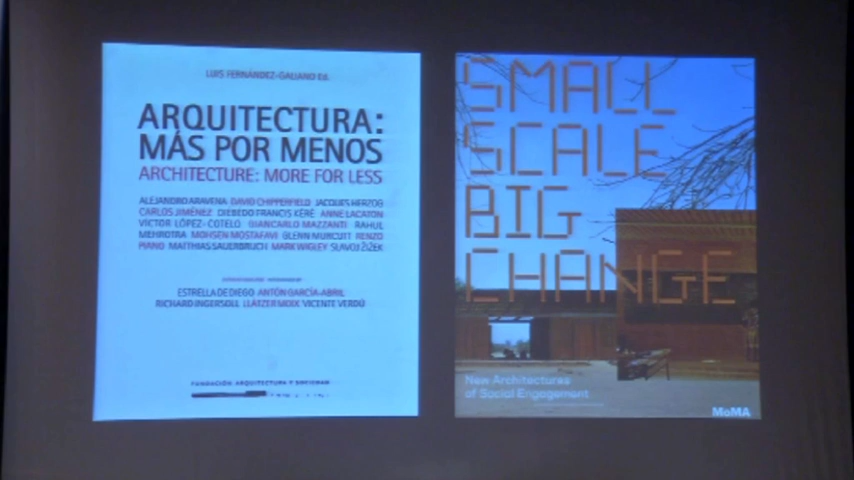 LUIS FERNÁNDEZ-GALIANO Ed.
ARQUITECTURA:
MÁS POR MENOS
ARCHITECTURE: MORE FOR LESS
ALEJANDRO ARAVENA DAVID CHIPPERFIELD JACQUES HERZOG
CARLOS JIMÉNEZ DIÉBÉDO FRANCIS KÉRÉ ANNE LACATON
VÍCTOR LÓPEZ-COTELO GIANCARLO MAZZANTI RAHUL
MEHROTRA MOHSEN MOSTAFAVI GLENN MURCUTT RENZO
PIANO MATTHIAS SAUERBRUCH MARK WIGLEY SLAVOJ ŽIŽEK
ESTRELLA DE DIEGO ANTÓN GARCÍA-ABRIL
RICHARD INGERSOLL LLÀTZER MOIX VICENTE VERDÚ
FUNDACIÓN ARQUITECTURA Y SOCIEDAD
SMALL
SCALE
BIG
CHANGE
New Architectures
of Social Engagement
MoMA